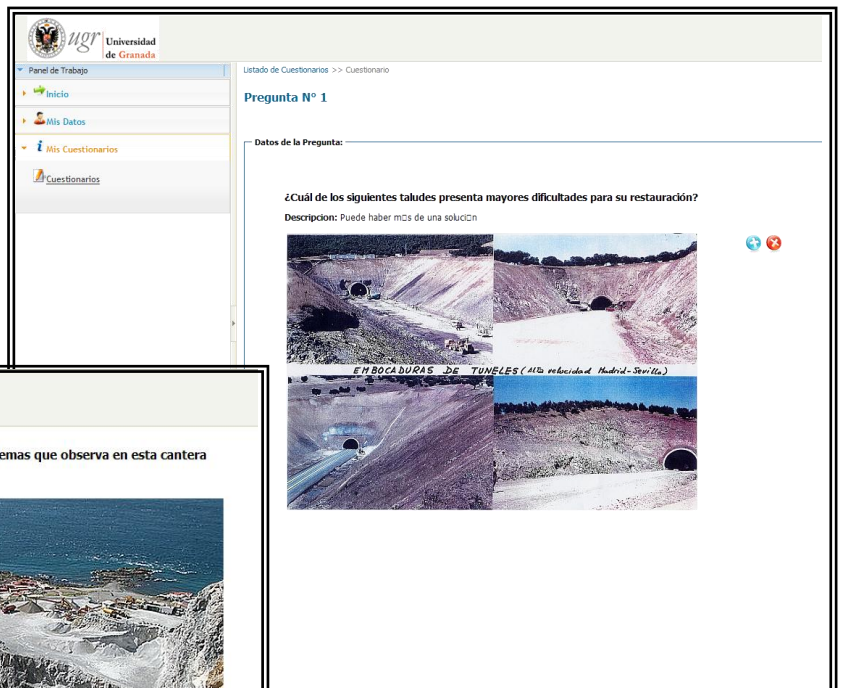 ugr Universidad
de Granada
Panel de Trabajo
Inicio
Mis Datos
Mis Cuestionarios
Cuestionarios
Listado de Cuestionarios >> Cuestionario
Pregunta Nº 1
Datos de la Pregunta:
¿Cuál de los siguientes taludes presenta mayores dificultades para su restauración?
Descripcion: Puede haber m□s de una soluci□n
EMBOCADURAS DE TUNELES (Alta velocidad Madrid-Sevilla)
emas que observa en esta cantera